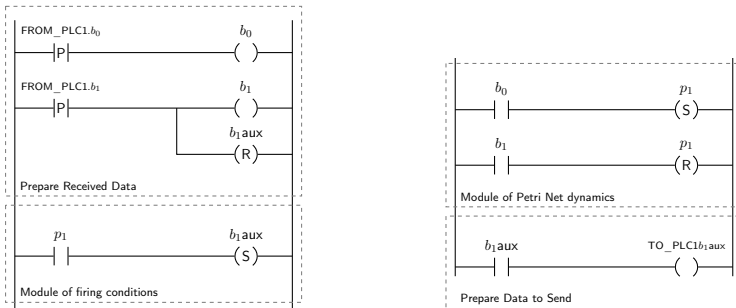 FROM_PLC1.b₀ b₀
P ( )
FROM_PLC1.b₁ b₁
P ( )
b₁aux
(R)
Prepare Received Data
p₁ b₁aux
(S)
Module of firing conditions
b₀ p₁
(S)
b₁ p₁
(R)
Module of Petri Net dynamics
b₁aux TO_PLC1b₁aux
( )
Prepare Data to Send